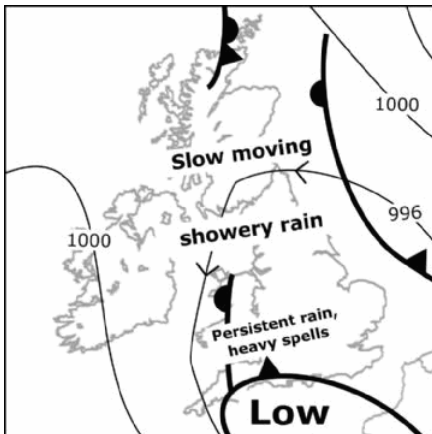 1000
Slow moving
996
1000
showery rain
Persistent rain,
heavy spells
Low